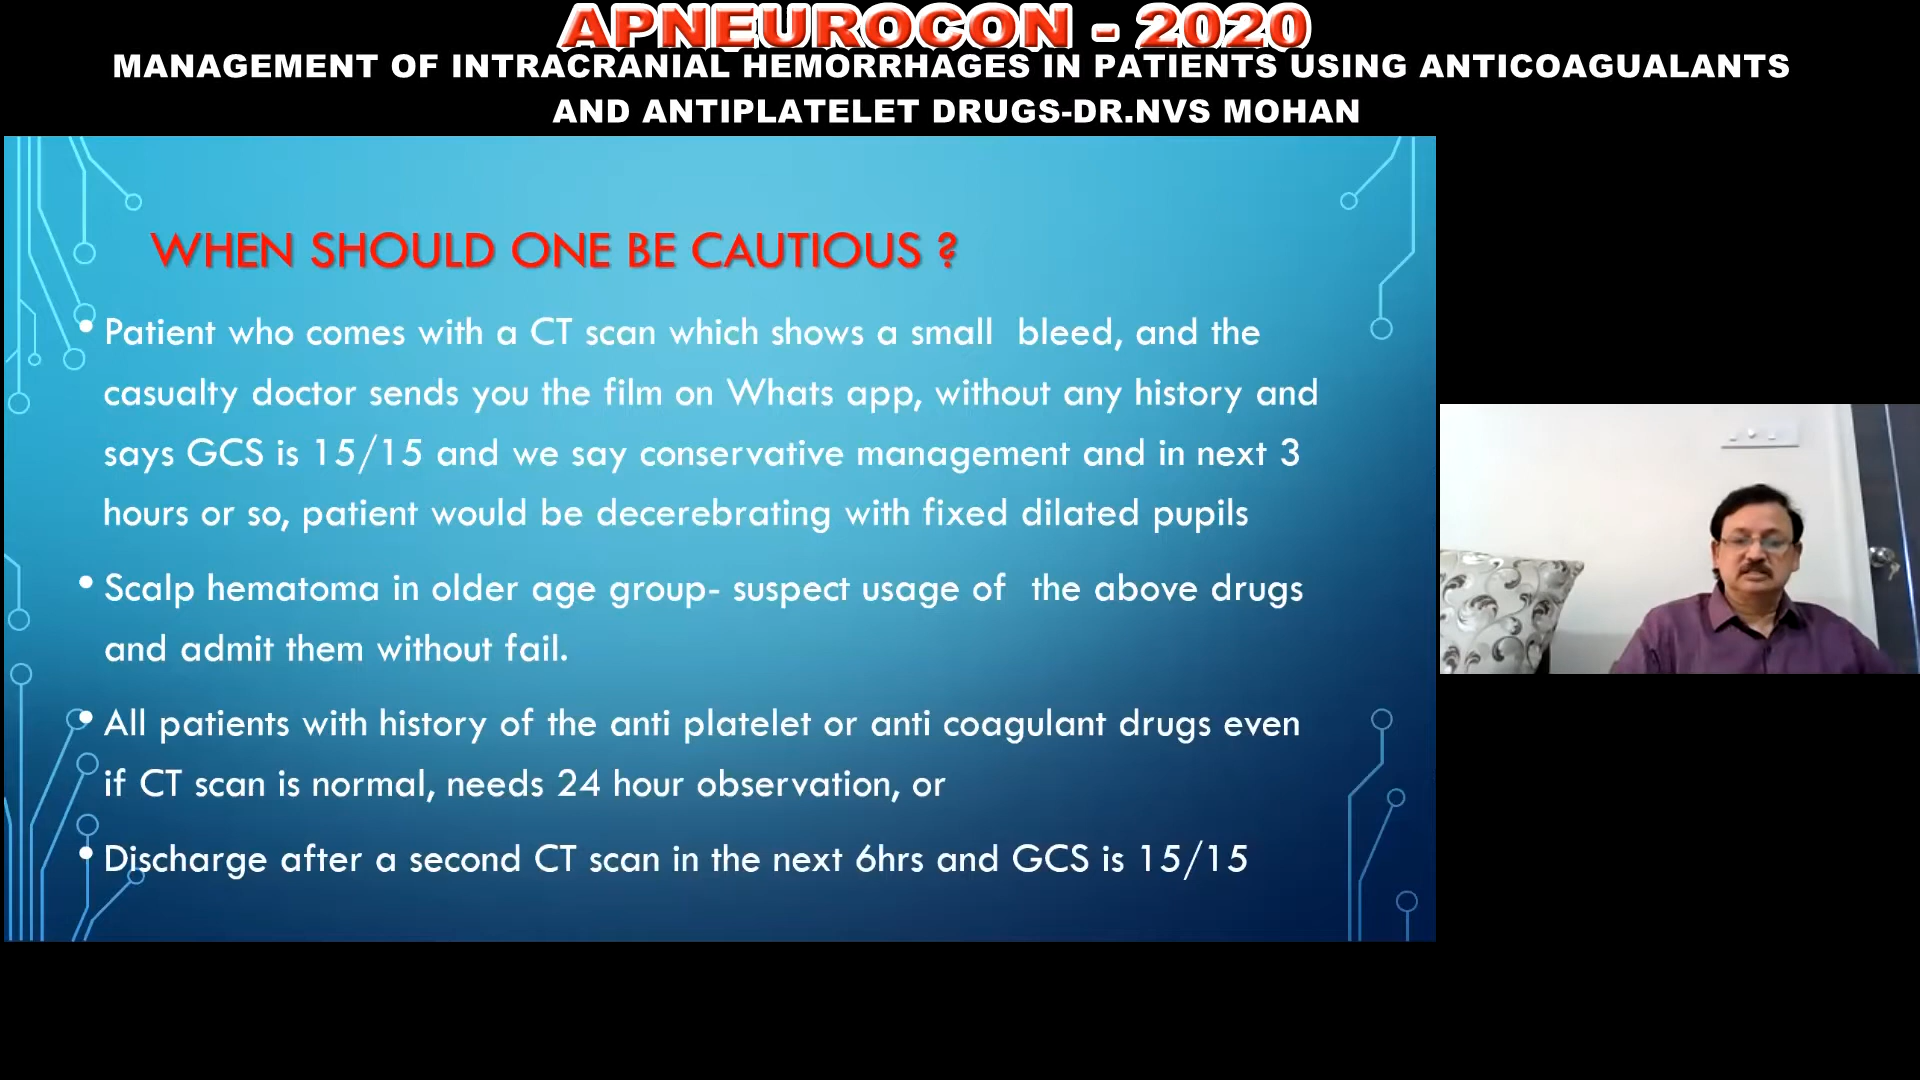 APNEUROCON - 2020
MANAGEMENT OF INTRACRANIAL HEMORRHAGES IN PATIENTS USING ANTICOAGUALANTS
AND ANTIPLATELET DRUGS-DR.NVS MOHAN
WHEN SHOULD ONE BE CAUTIOUS ?
• Patient who comes with a CT scan which shows a small bleed, and the
casualty doctor sends you the film on Whats app, without any history and
says GCS is 15/15 and we say conservative management and in next 3
hours or so, patient would be decerebrating with fixed dilated pupils
• Scalp hematoma in older age group- suspect usage of the above drugs
and admit them without fail.
• All patients with history of the anti platelet or anti coagulant drugs even
if CT scan is normal, needs 24 hour observation, or
• Discharge after a second CT scan in the next 6hrs and GCS is 15/15